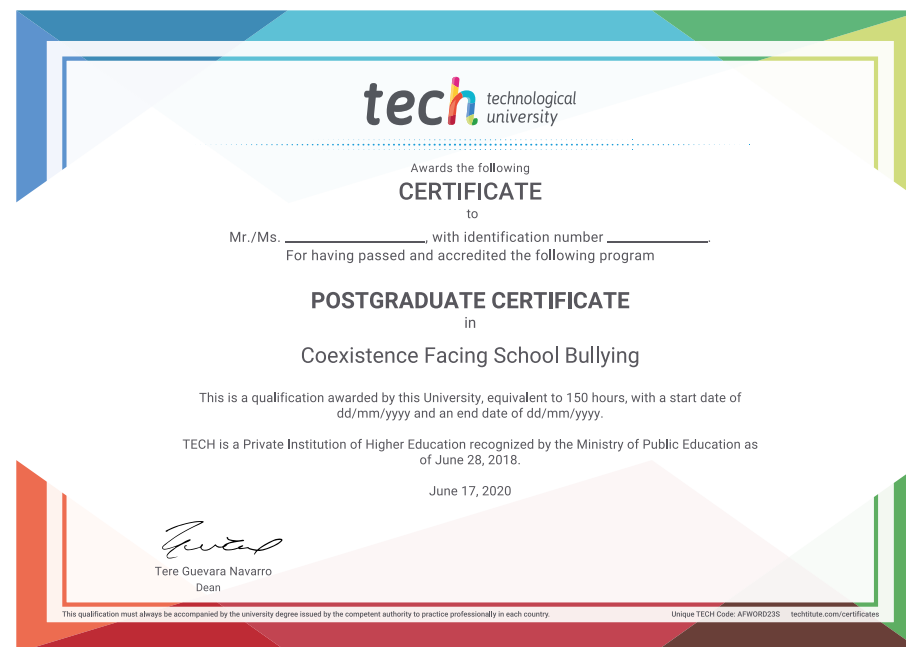 tech technological
university
Awards the following
CERTIFICATE
to
Mr./Ms. ____________________, with identification number ______________.
For having passed and accredited the following program
POSTGRADUATE CERTIFICATE
in
Coexistence Facing School Bullying
This is a qualification awarded by this University, equivalent to 150 hours, with a start date of
dd/mm/yyyy and an end date of dd/mm/yyyy.
TECH is a Private Institution of Higher Education recognized by the Ministry of Public Education as
of June 28, 2018.
June 17, 2020
Tere Guevara Navarro
Dean
This qualification must always be accompanied by the university degree issued by the competent authority to practice professionally in each country. Unique TECH Code: AFWORD23S techtitute.com/certificates